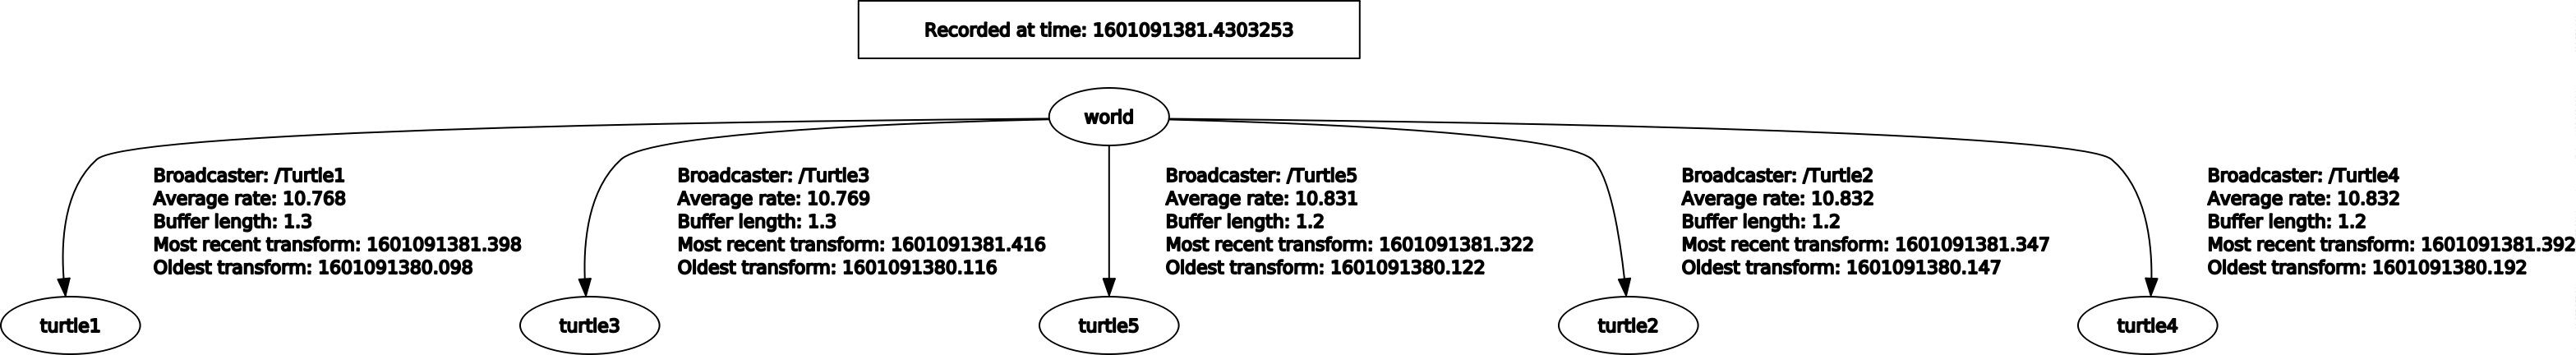 Recorded at time: 1601091381.4303253
world
Broadcaster: /Turtle1
Average rate: 10.768
Buffer length: 1.3
Most recent transform: 1601091381.398
Oldest transform: 1601091380.098
Broadcaster: /Turtle3
Average rate: 10.769
Buffer length: 1.3
Most recent transform: 1601091381.416
Oldest transform: 1601091380.116
Broadcaster: /Turtle5
Average rate: 10.831
Buffer length: 1.2
Most recent transform: 1601091381.322
Oldest transform: 1601091380.122
Broadcaster: /Turtle2
Average rate: 10.832
Buffer length: 1.2
Most recent transform: 1601091381.347
Oldest transform: 1601091380.147
Broadcaster: /Turtle4
Average rate: 10.832
Buffer length: 1.2
Most recent transform: 1601091381.392
Oldest transform: 1601091380.192
turtle1
turtle3
turtle5
turtle2
turtle4